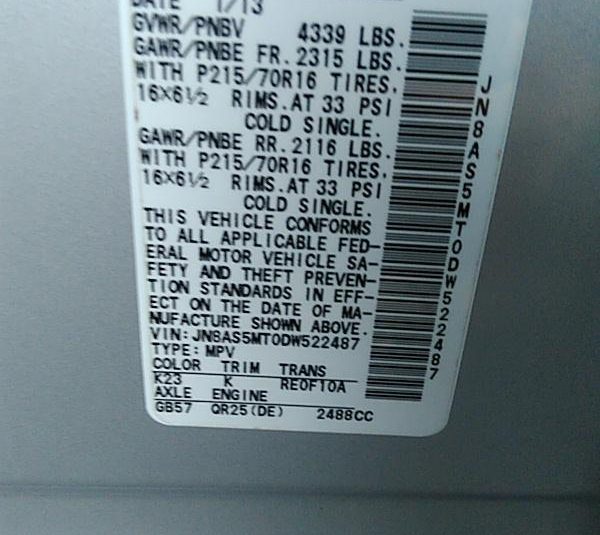 DATE 1/13
GVWR/PNBV 4339 LBS.
GAWR/PNBE FR. 2315 LBS.
WITH P215/70R16 TIRES,
16X6½ RIMS. AT 33 PSI
COLD SINGLE.
GAWR/PNBE RR. 2116 LBS.
WITH P215/70R16 TIRES,
16X6½ RIMS. AT 33 PSI
COLD SINGLE.
THIS VEHICLE CONFORMS
TO ALL APPLICABLE FED-
ERAL MOTOR VEHICLE SA-
FETY AND THEFT PREVEN-
TION STANDARDS IN EFF-
ECT ON THE DATE OF MA-
NUFACTURE SHOWN ABOVE.
VIN: JN8AS5MT0DW522487
TYPE: MPV
COLOR TRIM TRANS
K23 K RE0F10A
AXLE ENGINE
GB57 QR25(DE) 2488CC
JN8AS5MT0DW522487